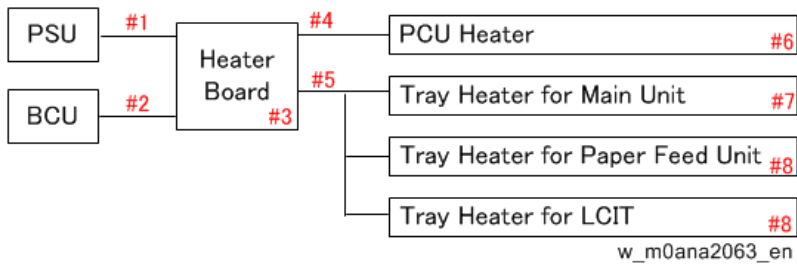 PSU
#1
#4
PCU Heater
#6
Heater
Board
#3
#5
Tray Heater for Main Unit
#7
BCU
#2
Tray Heater for Paper Feed Unit
#8
Tray Heater for LCIT
#8
w_m0ana2063_en